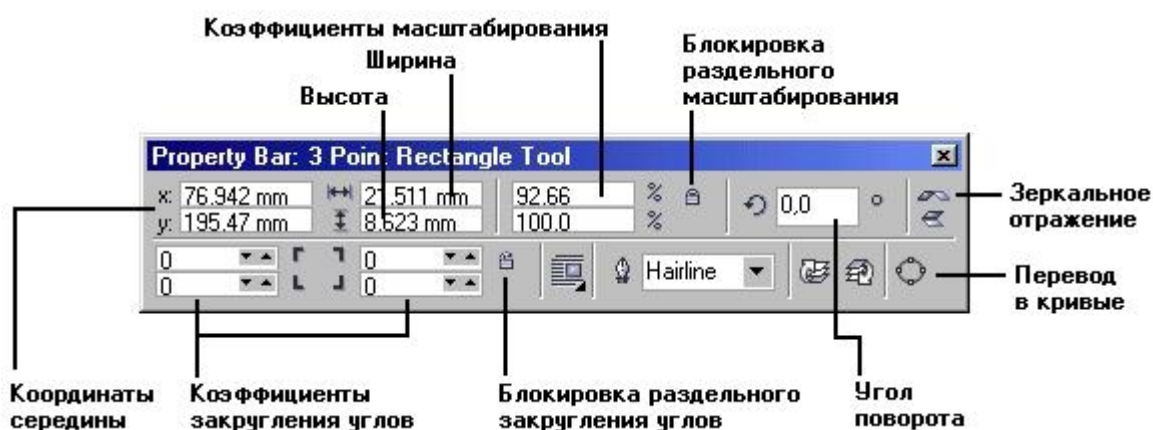 Коэффициенты масштабирования
Ширина
Высота
Блокировка
раздельного
масштабирования
Property Bar: 3 Point Rectangle Tool
x: 76.942 mm 21.511 mm 92.66 %
y: 195.47 mm 8.623 mm 100.0 %
0,0 °
0 0
0 0
Hairline
Зеркальное
отражение
Перевод
в кривые
Координаты
середины
Коэффициенты
закругления углов
Блокировка раздельного
закругления углов
Угол
поворота